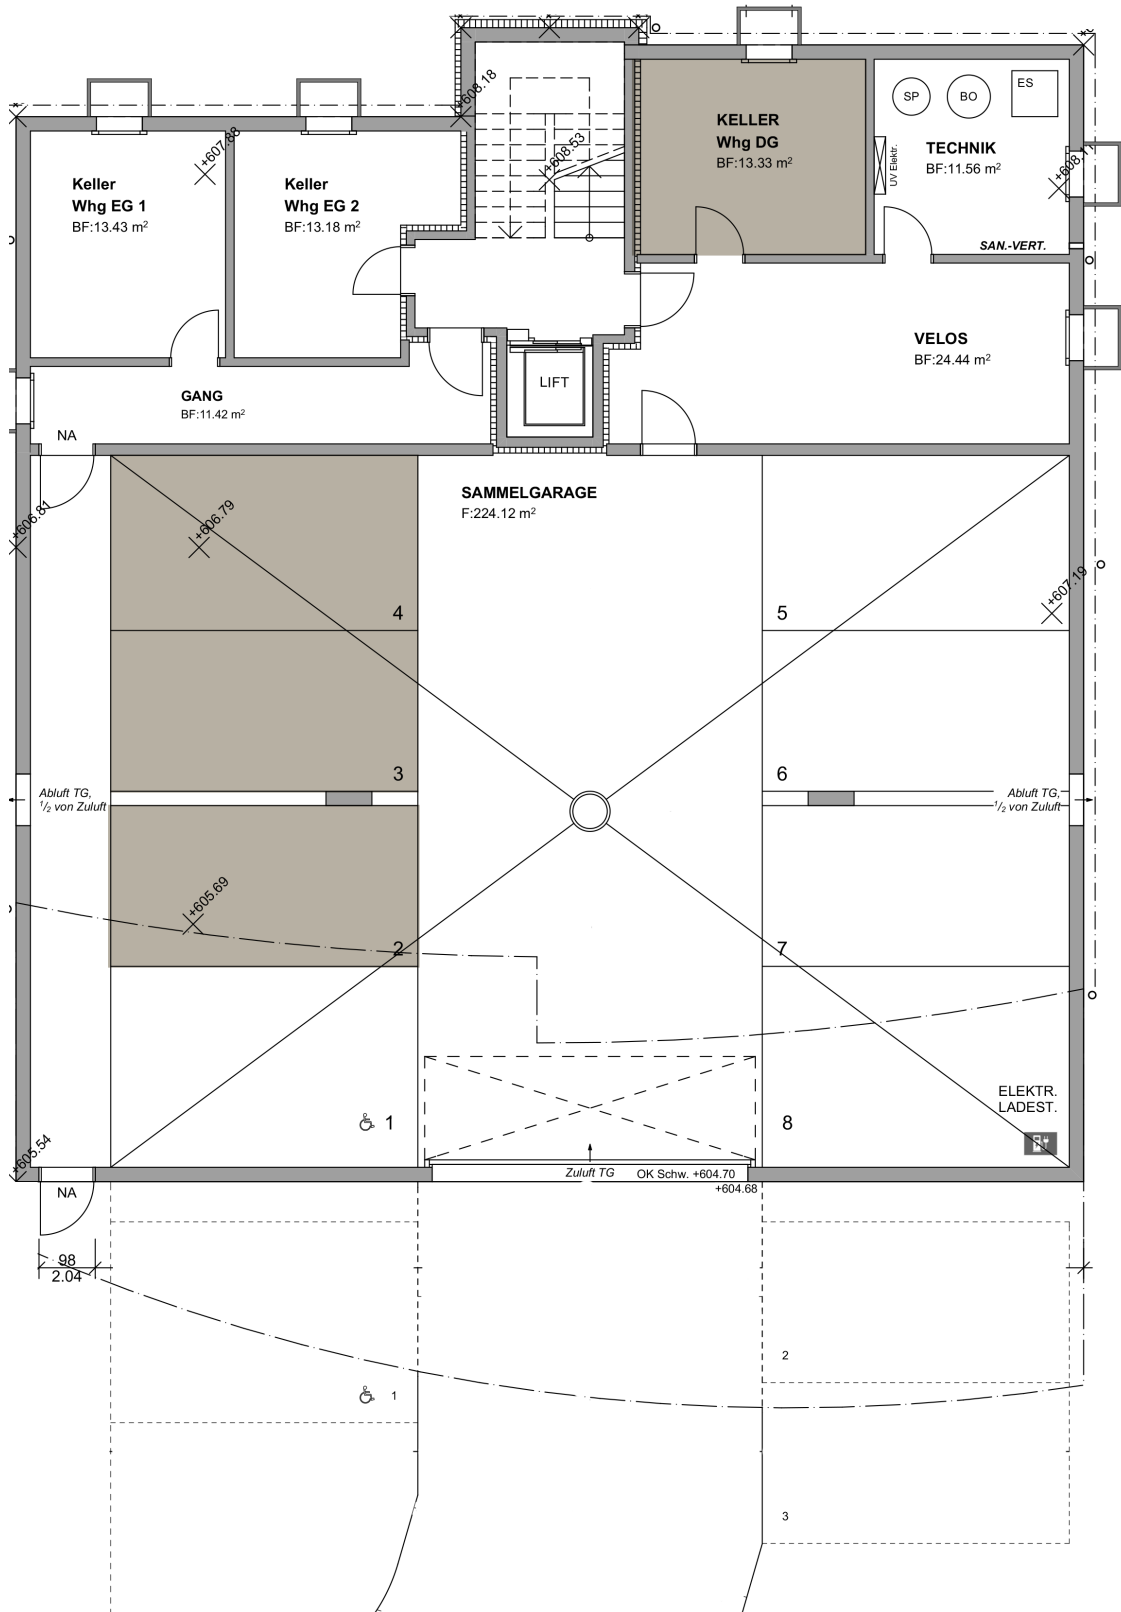 +608.18
+607.88
+608.53
KELLER
Whg DG
BF:13.33 m²
SP
BO
ES
UV Elektr.
TECHNIK
BF:11.56 m²
SAN.-VERT.
Keller
Whg EG 1
BF:13.43 m²
Keller
Whg EG 2
BF:13.18 m²
VELOS
BF:24.44 m²
LIFT
GANG
BF:11.42 m²
NA
SAMMELGARAGE
F:224.12 m²
+606.81
+606.79
+607.19
4
5
3
6
Abluft TG,
1/2 von Zuluft
Abluft TG,
1/2 von Zuluft
+605.69
2
7
ELEKTR.
LADEST.
1
8
+605.54
Zuluft TG
OK Schw. +604.70
+604.68
NA
98
2.04
2
1
3